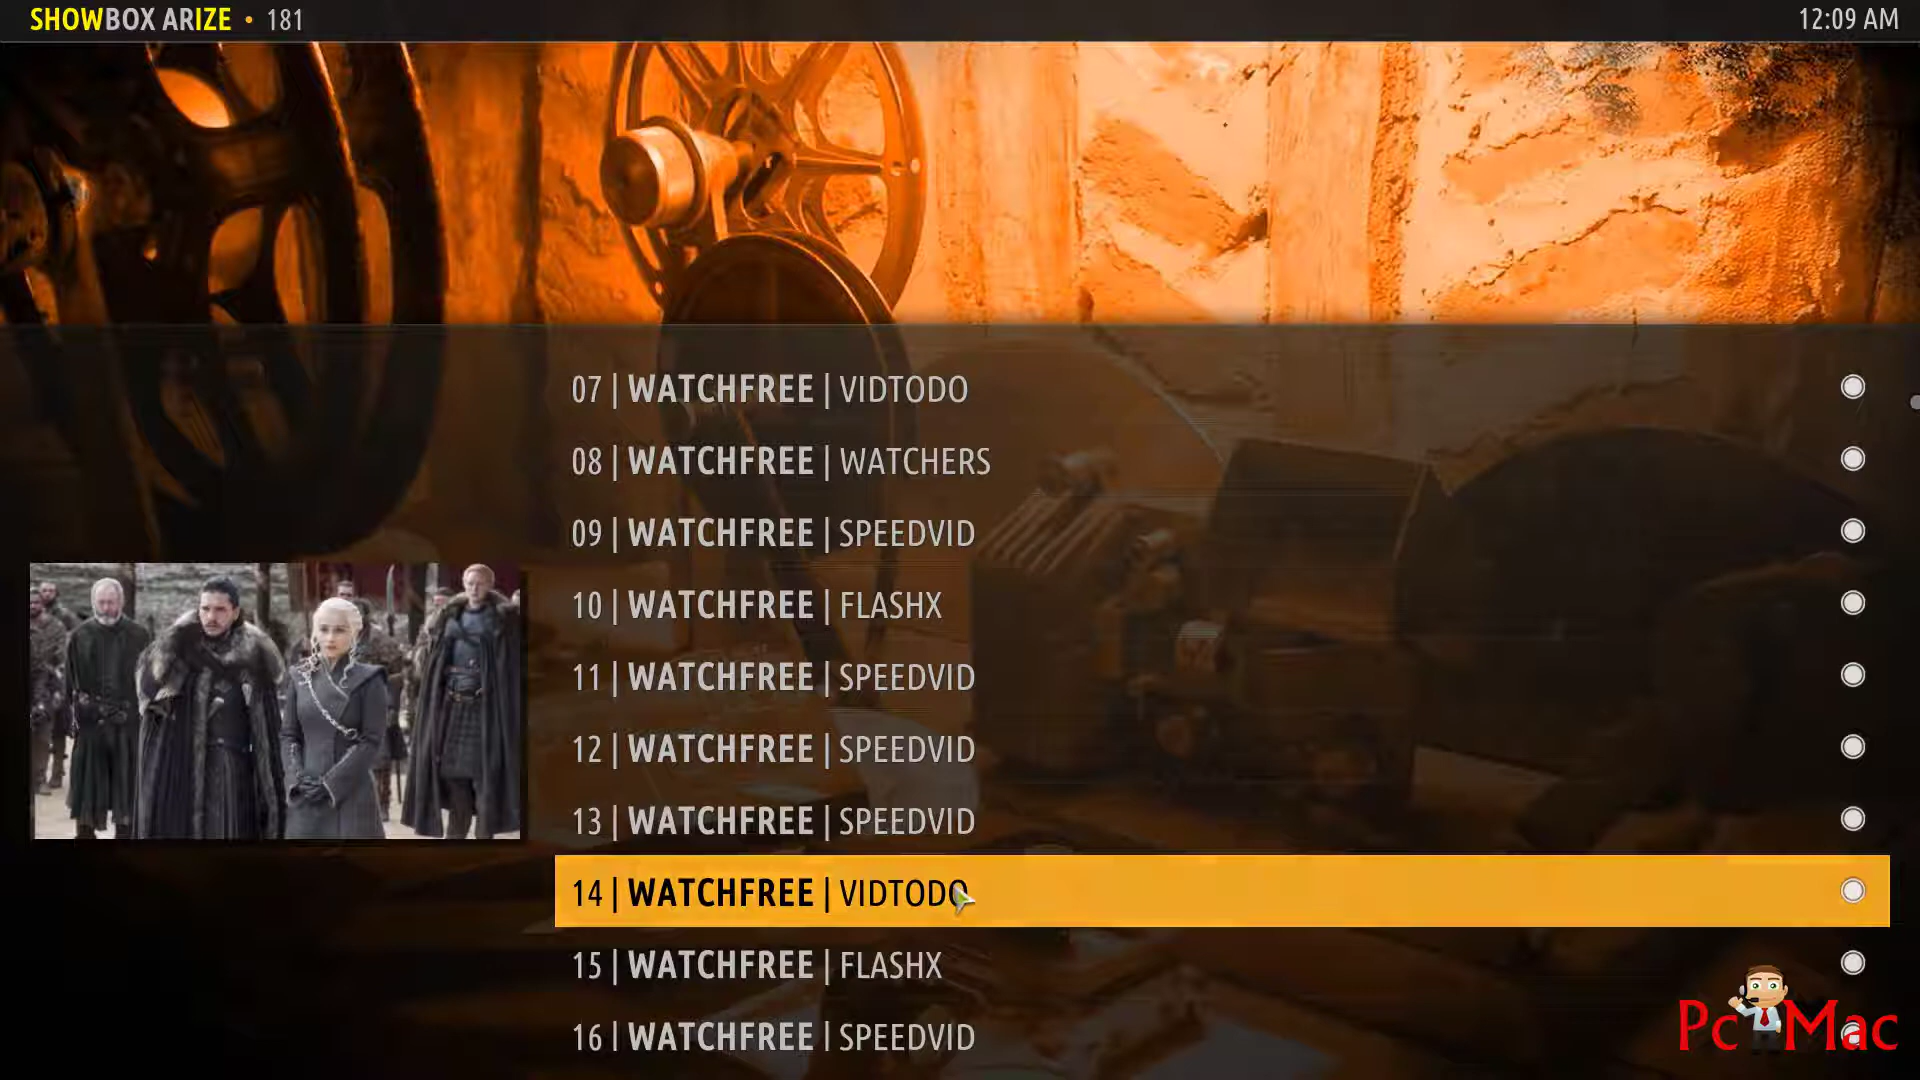 SHOWBOX ARIZE • 181
12:09 AM
07 | WATCHFREE | VIDTODO
08 | WATCHFREE | WATCHERS
09 | WATCHFREE | SPEEDVID
10 | WATCHFREE | FLASHX
11 | WATCHFREE | SPEEDVID
12 | WATCHFREE | SPEEDVID
13 | WATCHFREE | SPEEDVID
14 | WATCHFREE | VIDTODO
15 | WATCHFREE | FLASHX
16 | WATCHFREE | SPEEDVID
Pc Mac